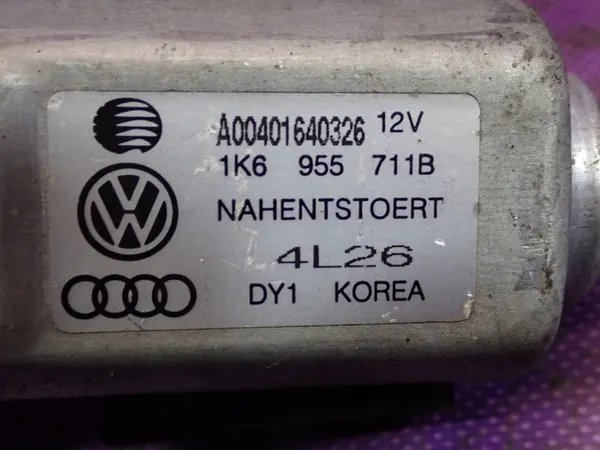 A00401640326 12V
1K6 955 711B
NAHENTSTOERT
4L26
DY1 KOREA